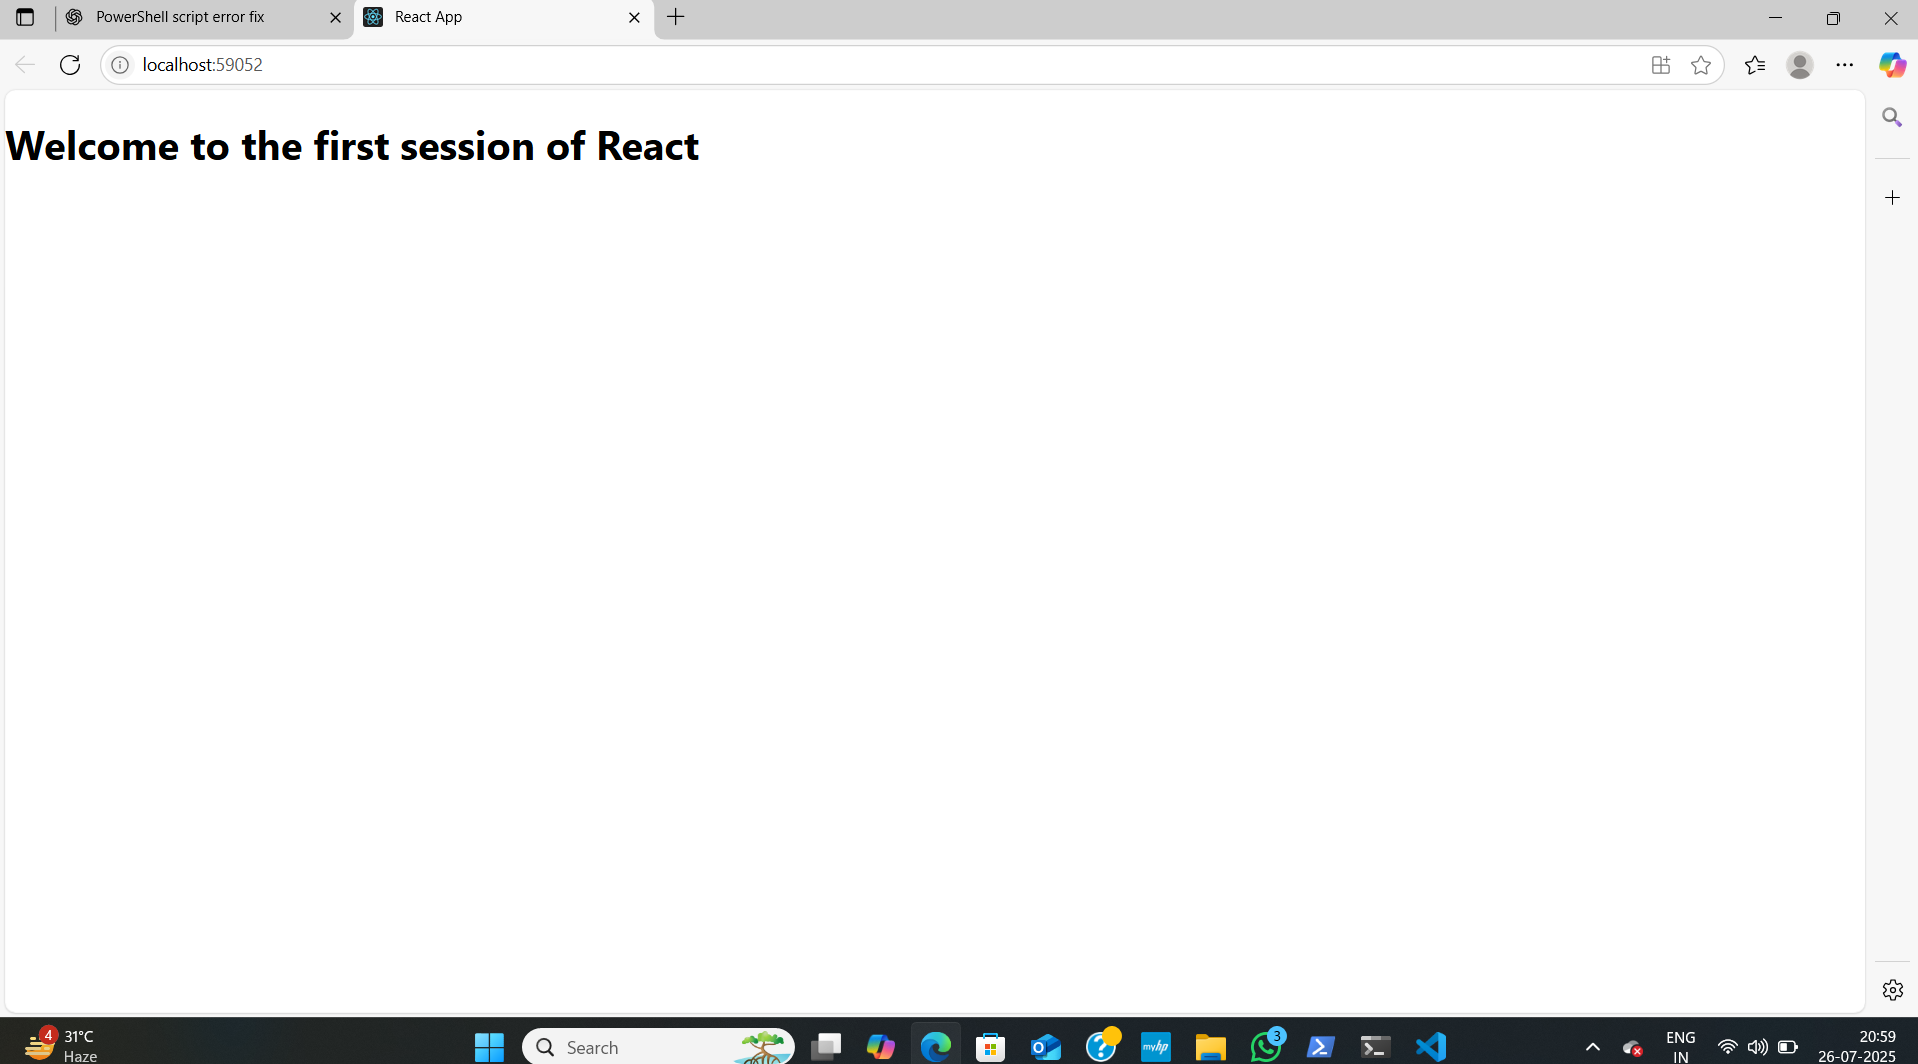 PowerShell script error fix
React App
localhost:59052
Welcome to the first session of React
4
31°C
Haze
Search
myhp
3
ENG
IN
20:59
26-07-2025